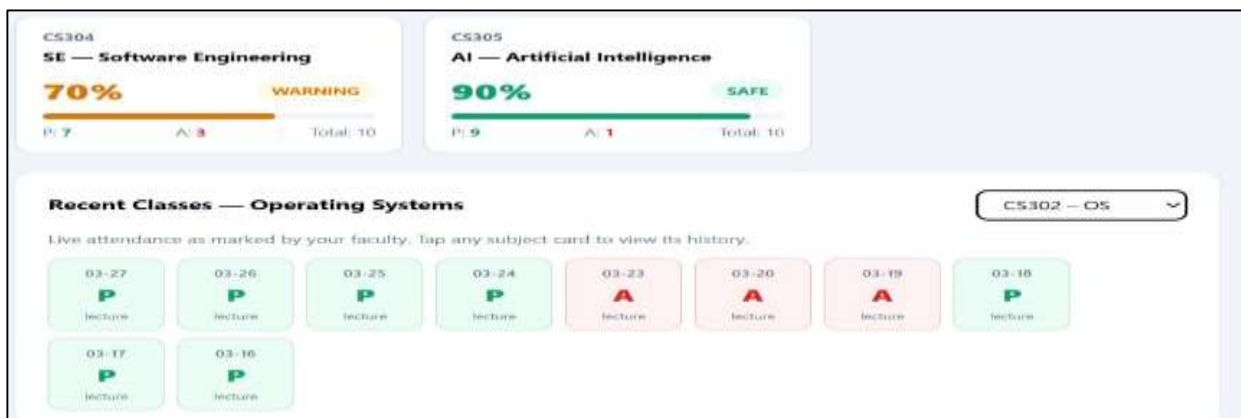 CS304
SE — Software Engineering
70% WARNING
P: 7 A: 3 Total: 10
CS305
AI — Artificial Intelligence
90% SAFE
P: 9 A: 1 Total: 10
Recent Classes — Operating Systems
CS302 – OS
Live attendance as marked by your faculty. Tap any subject card to view its history.
03-27 03-26 03-25 03-24 03-23 03-20 03-19 03-18
P P P P A A A P
lecture lecture lecture lecture lecture lecture lecture lecture
03-17 03-16
P P
lecture lecture